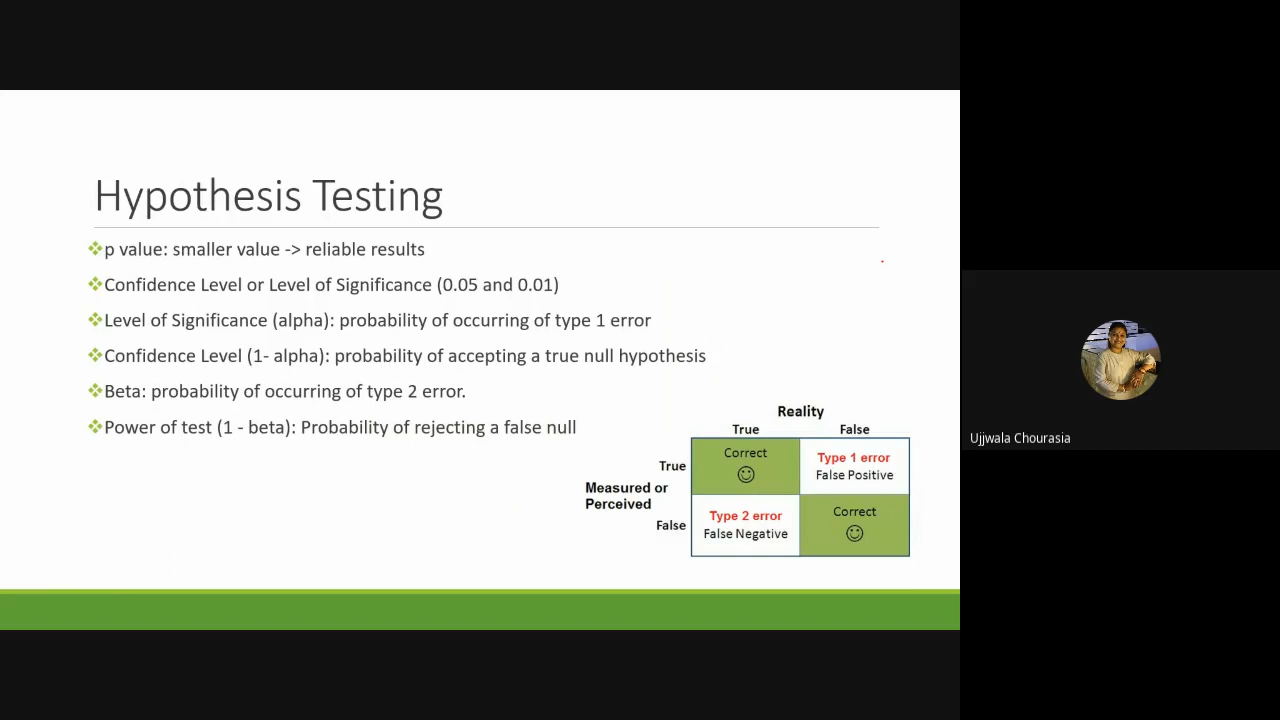 Hypothesis Testing
❖p value: smaller value -> reliable results
❖Confidence Level or Level of Significance (0.05 and 0.01)
❖Level of Significance (alpha): probability of occurring of type 1 error
❖Confidence Level (1- alpha): probability of accepting a true null hypothesis
❖Beta: probability of occurring of type 2 error.
❖Power of test (1 - beta): Probability of rejecting a false null
Reality
True False
Correct
☺
Type 1 error
False Positive
True
Measured or
Perceived
False
Type 2 error
False Negative
Correct
☺
Ujjwala Chourasia